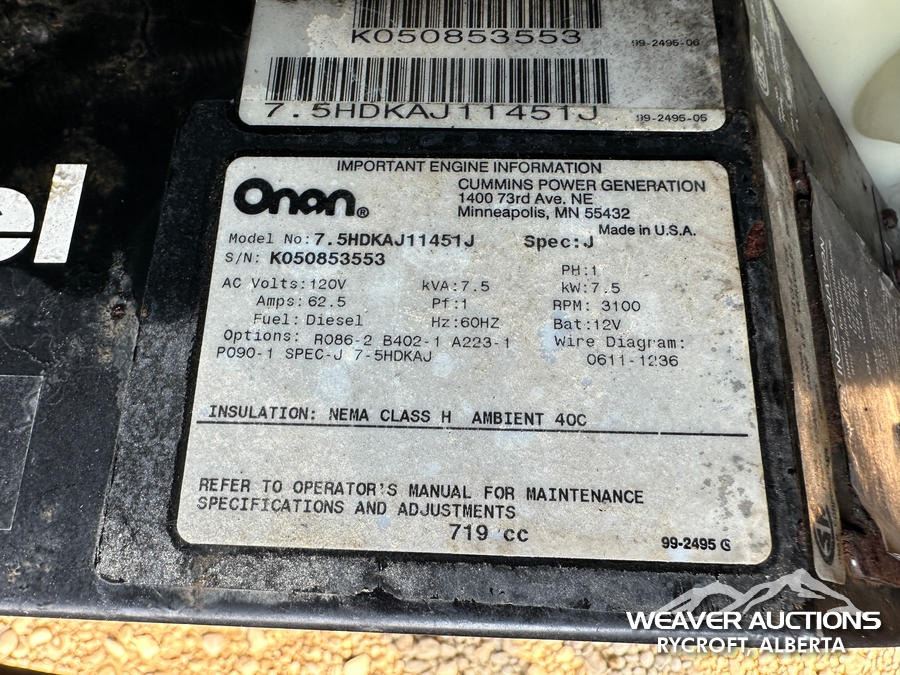 K050853553
99-2495-06
7.5HDKAJ11451J
99-2495-05
IMPORTANT ENGINE INFORMATION
Onan®
CUMMINS POWER GENERATION
1400 73rd Ave. NE
Minneapolis, MN 55432
Made in U.S.A.
Model No:7.5HDKAJ11451J Spec:J
S/N: K050853553
AC Volts:120V kVA:7.5 PH:1
Amps:62.5 Pf:1 kW:7.5
Fuel:Diesel Hz:60HZ RPM: 3100
Bat:12V
Options: R086-2 B402-1 A223-1 Wire Diagram:
P090-1 SPEC-J 7-5HDKAJ 0611-1236
INSULATION: NEMA CLASS H AMBIENT 40C
REFER TO OPERATOR'S MANUAL FOR MAINTENANCE
SPECIFICATIONS AND ADJUSTMENTS
719 cc
99-2495 G
el
WEAVER AUCTIONS
RYCROFT, ALBERTA